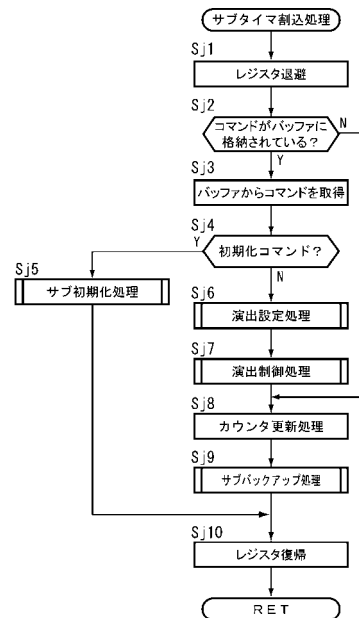 サブタイマ割込処理
Sj1
レジスタ退避
Sj2
コマンドがバッファに
格納されている?
N
Y
Sj3
バッファからコマンドを取得
Sj4
Y
初期化コマンド?
N
Sj5
サブ初期化処理
Sj6
演出設定処理
Sj7
演出制御処理
Sj8
カウンタ更新処理
Sj9
サブバックアップ処理
Sj10
レジスタ復帰
RET